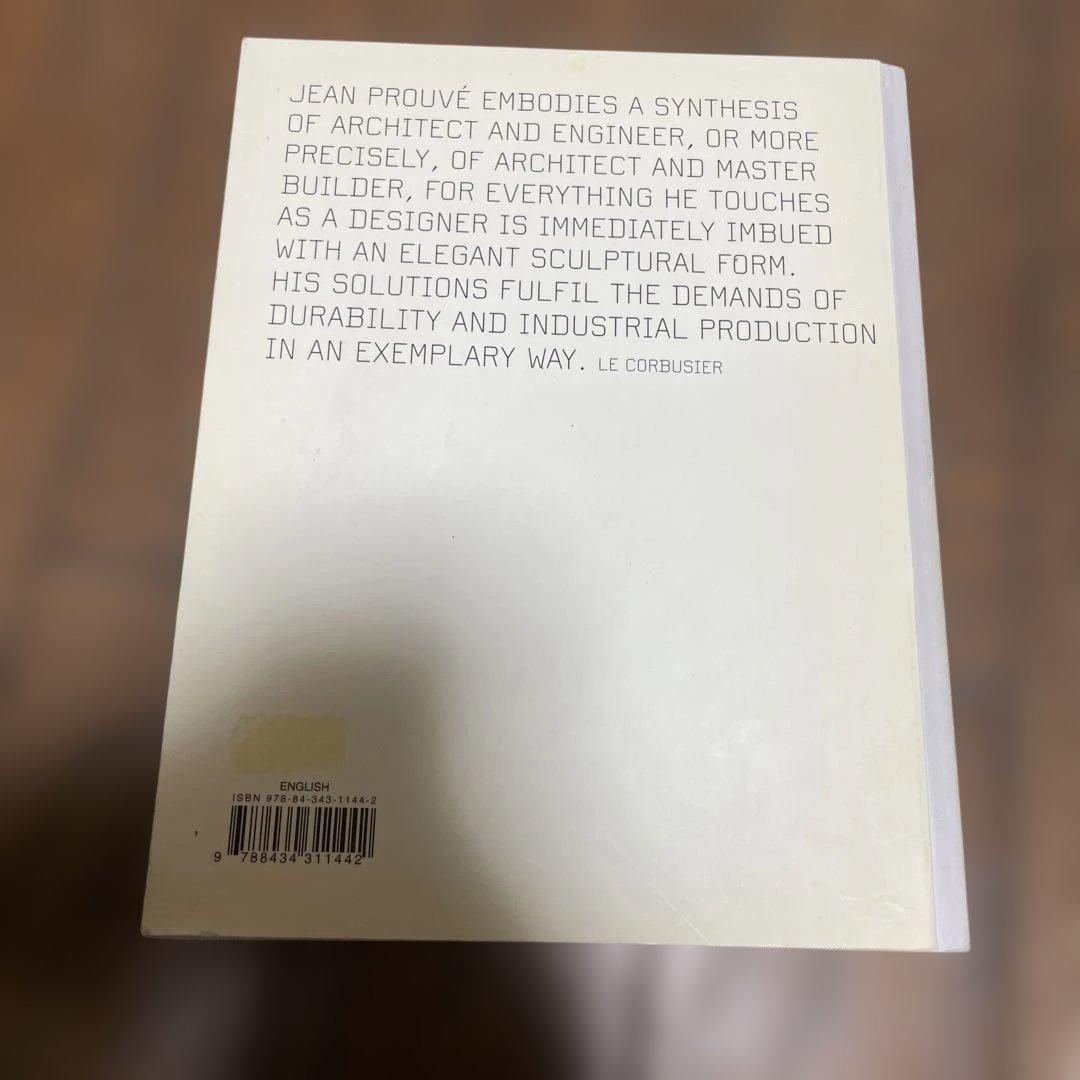 JEAN PROUVÉ EMBODIES A SYNTHESIS
OF ARCHITECT AND ENGINEER, OR MORE
PRECISELY, OF ARCHITECT AND MASTER
BUILDER, FOR EVERYTHING HE TOUCHES
AS A DESIGNER IS IMMEDIATELY IMBUED
WITH AN ELEGANT SCULPTURAL FORM.
HIS SOLUTIONS FULFIL THE DEMANDS OF
DURABILITY AND INDUSTRIAL PRODUCTION
IN AN EXEMPLARY WAY. LE CORBUSIER
ENGLISH
ISBN 978-84-343-1144-2
9 788434 311442